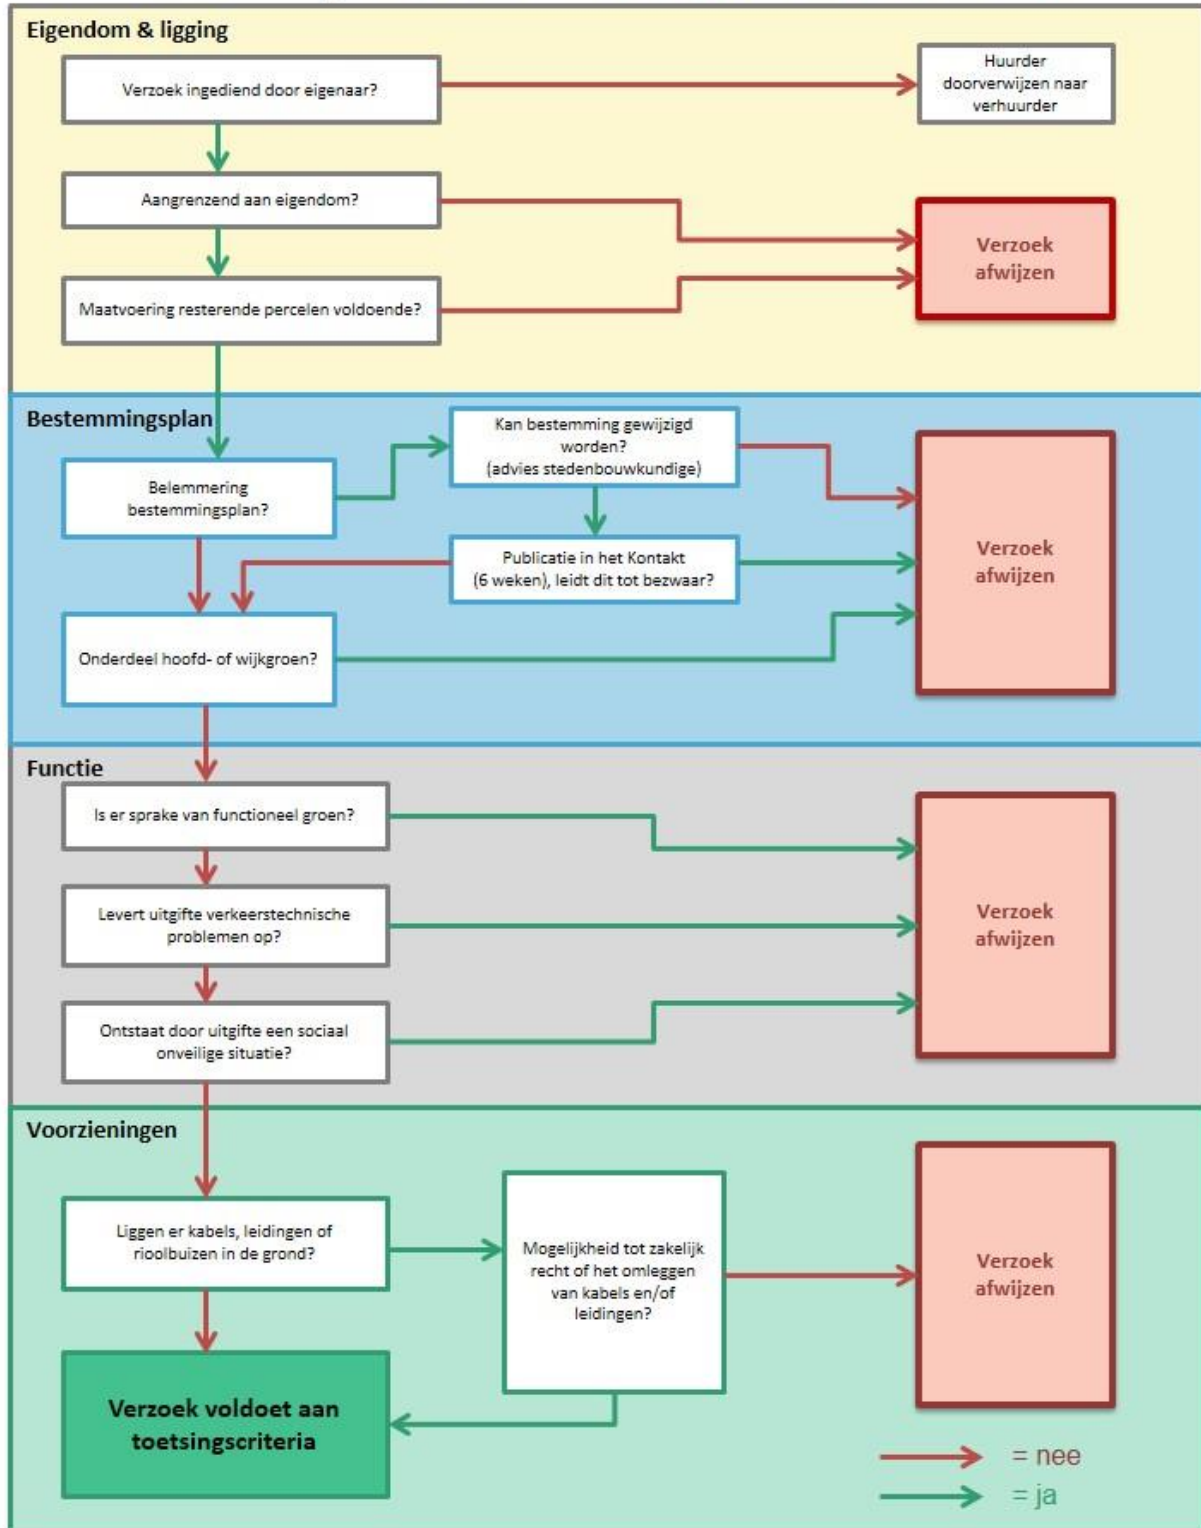 Eigendom & ligging
Verzoek ingediend door eigenaar?
Huurder
doorverwijzen naar
verhuurder
Aangrenzend aan eigendom?
Verzoek
afwijzen
Maatvoering resterende percelen voldoende?
Bestemmingsplan
Kan bestemming gewijzigd
worden?
(advies stedenbouwkundige)
Belemmering
bestemmingsplan?
Publicatie in het Kontakt
(6 weken), leidt dit tot bezwaar?
Verzoek
afwijzen
Onderdeel hoofd- of wijkgroen?
Functie
Is er sprake van functioneel groen?
Levert uitgifte verkeerstechnische
problemen op?
Verzoek
afwijzen
Ontstaat door uitgifte een sociaal
onveilige situatie?
Voorzieningen
Liggen er kabels, leidingen of
rioolbuizen in de grond?
Mogelijkheid tot zakelijk
recht of het omleggen
van kabels en/of
leidingen?
Verzoek
afwijzen
Verzoek voldoet aan
toetsingscriteria
= nee
= ja